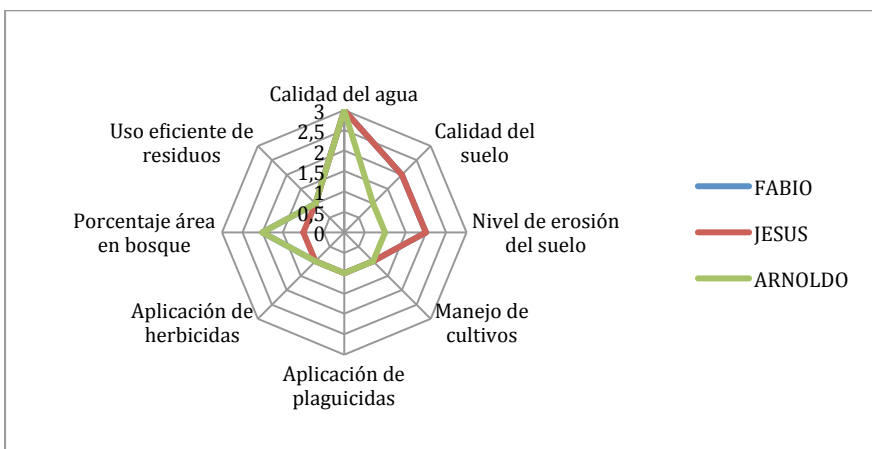 Calidad del agua
Calidad del
suelo
Nivel de erosión
del suelo
Manejo de
cultivos
Aplicación de
plaguicidas
Aplicación de
herbicidas
Porcentaje área
en bosque
Uso eficiente de
residuos
3
2,5
2
1,5
1
0,5
0
FABIO
JESUS
ARNOLDO